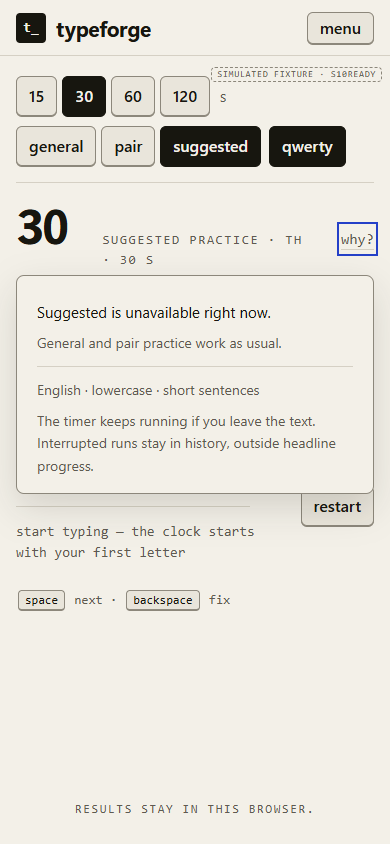 t_ typeforge menu
SIMULATED FIXTURE · S10READY
15 30 60 120 S
general pair suggested qwerty
30 SUGGESTED PRACTICE · TH why?
· 30 S
Suggested is unavailable right now.
General and pair practice work as usual.
English · lowercase · short sentences
The timer keeps running if you leave the text.
Interrupted runs stay in history, outside headline
progress.
restart
start typing — the clock starts
with your first letter
space next · backspace fix
RESULTS STAY IN THIS BROWSER.